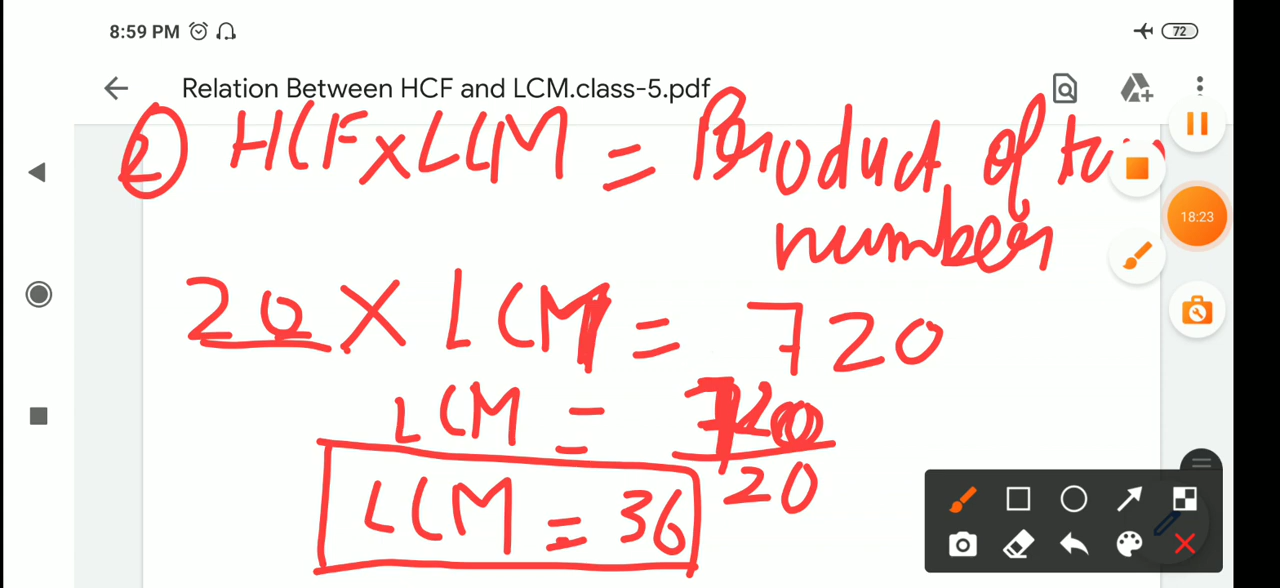 8:59 PM 72
Relation Between HCF and LCM.class-5.pdf
2 HCF X LCM = Product of
number
18:23
20 X LCM = 720
LCM = 720
20
LCM = 36